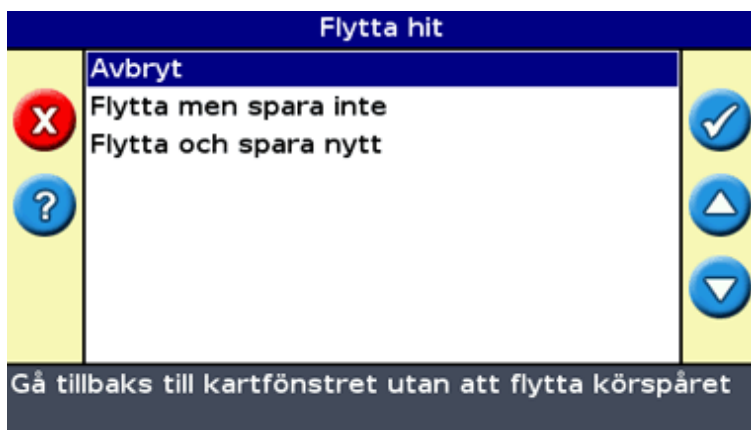 Flytta hit
Avbryt
Flytta men spara inte
Flytta och spara nytt
X
?
Gå tillbaks till kartfönstret utan att flytta körspåret